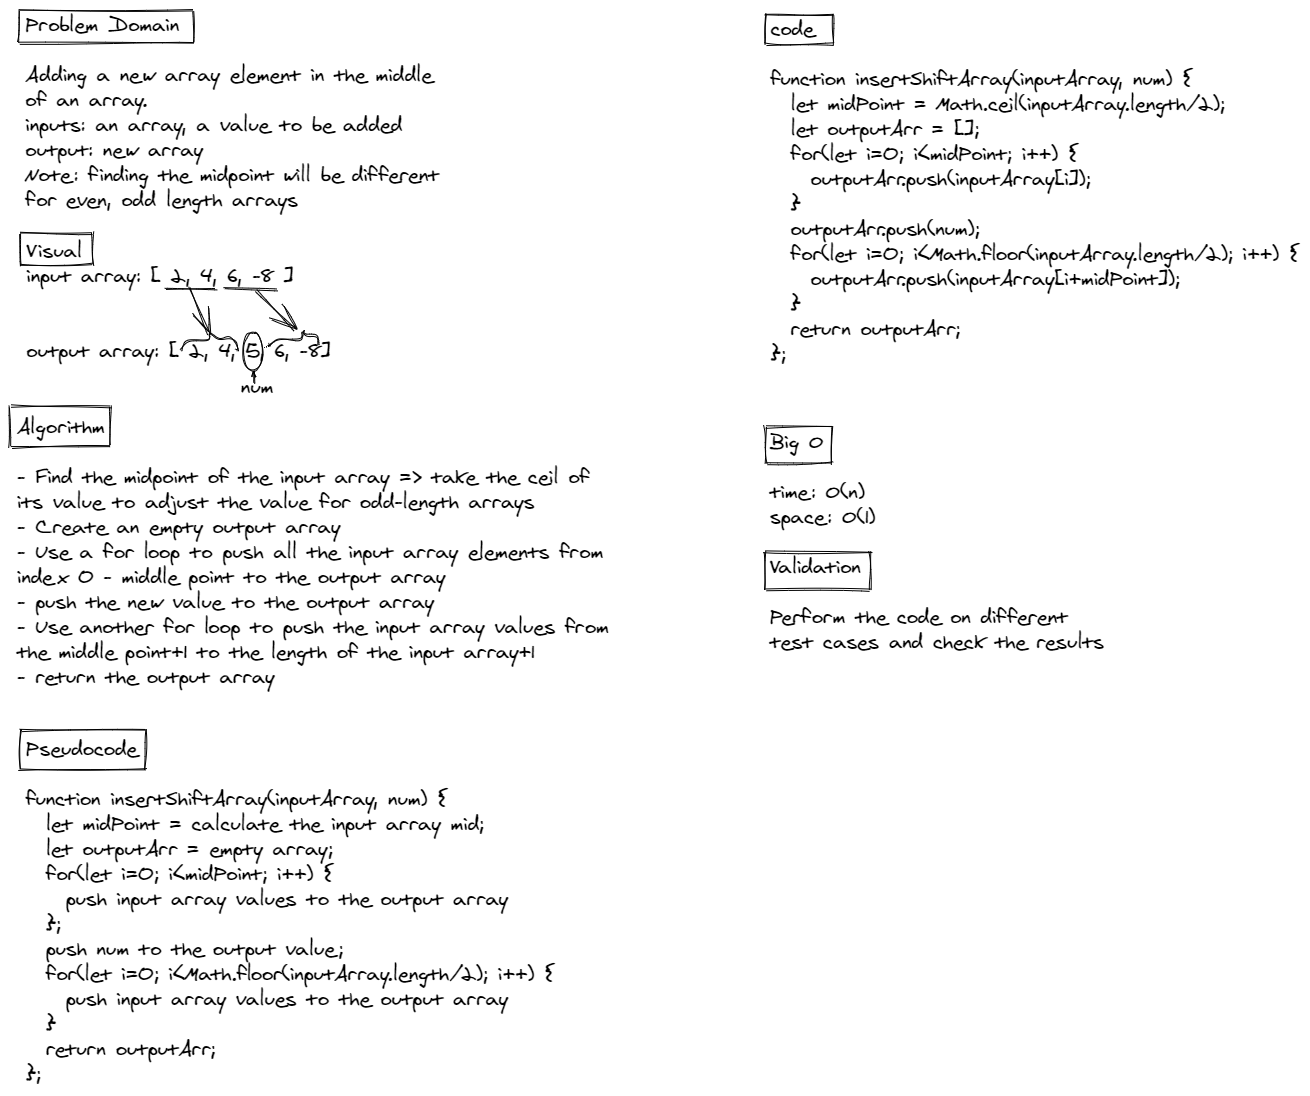 Problem Domain
Adding a new array element in the middle
of an array.
inputs: an array, a value to be added
output: new array
Note: finding the midpoint will be different
for even, odd length arrays
Visual
input array: [ 2, 4, 6, -8 ]
output array: [ 2, 4, 5 6, -8]
num
Algorithm
- Find the midpoint of the input array => take the ceil of
its value to adjust the value for odd-length arrays
- Create an empty output array
- Use a for loop to push all the input array elements from
index 0 - middle point to the output array
- push the new value to the output array
- Use another for loop to push the input array values from
the middle point+1 to the length of the input array+1
- return the output array
Pseudocode
function insertShiftArray(inputArray, num) {
let midPoint = calculate the input array mid;
let outputArr = empty array;
for(let i=0; i<midPoint; i++) {
push input array values to the output array
};
push num to the output value;
for(let i=0; i<Math.floor(inputArray.length/2); i++) {
push input array values to the output array
}
return outputArr;
};
code
function insertShiftArray(inputArray, num) {
let midPoint = Math.ceil(inputArray.length/2);
let outputArr = [];
for(let i=0; i<midPoint; i++) {
outputArr.push(inputArray[i]);
}
outputArr.push(num);
for(let i=0; i<Math.floor(inputArray.length/2); i++) {
outputArr.push(inputArray[i+midPoint]);
}
return outputArr;
};
Big O
time: O(n)
space: O(1)
Validation
Perform the code on different
test cases and check the results